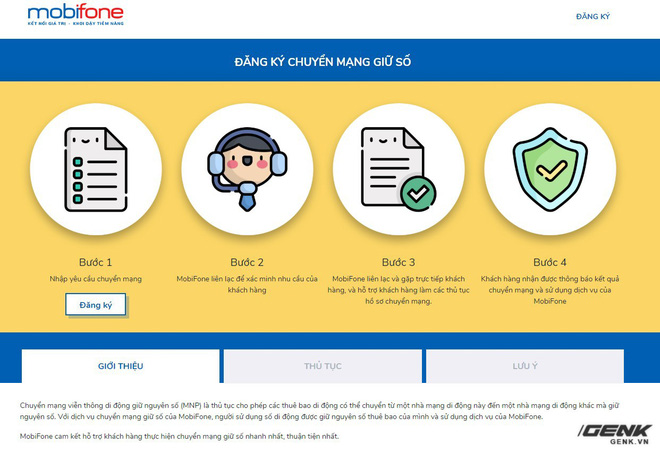 mobifone
KẾT NỐI GIÁ TRỊ - KHƠI DẬY TIỀM NĂNG
ĐĂNG KÝ
ĐĂNG KÝ CHUYỂN MẠNG GIỮ SỐ
Bước 1
Nhập yêu cầu chuyển mạng
Đăng ký
Bước 2
MobiFone liên lạc để xác minh nhu cầu của
khách hàng
Bước 3
MobiFone liên lạc và gặp trực tiếp khách
hàng, và hỗ trợ khách hàng làm các thủ tục
hồ sơ chuyển mạng.
Bước 4
Khách hàng nhận được thông báo kết quả
chuyển mạng và sử dụng dịch vụ của
MobiFone
GIỚI THIỆU
THỦ TỤC
LƯU Ý
Chuyển mạng viễn thông di động giữ nguyên số (MNP) là thủ tục cho phép các thuê bao di động có thể chuyển từ một nhà mạng di động này đến một nhà mạng di động khác mà giữ
nguyên số. Với dịch vụ chuyển mạng giữ số của MobiFone, người sử dụng số di động được giữ nguyên số thuê bao của mình và sử dụng dịch vụ của MobiFone.
MobiFone cam kết hỗ trợ khách hàng thực hiện chuyển mạng giữ số nhanh nhất, thuận tiện nhất.
GENK
GENK.VN